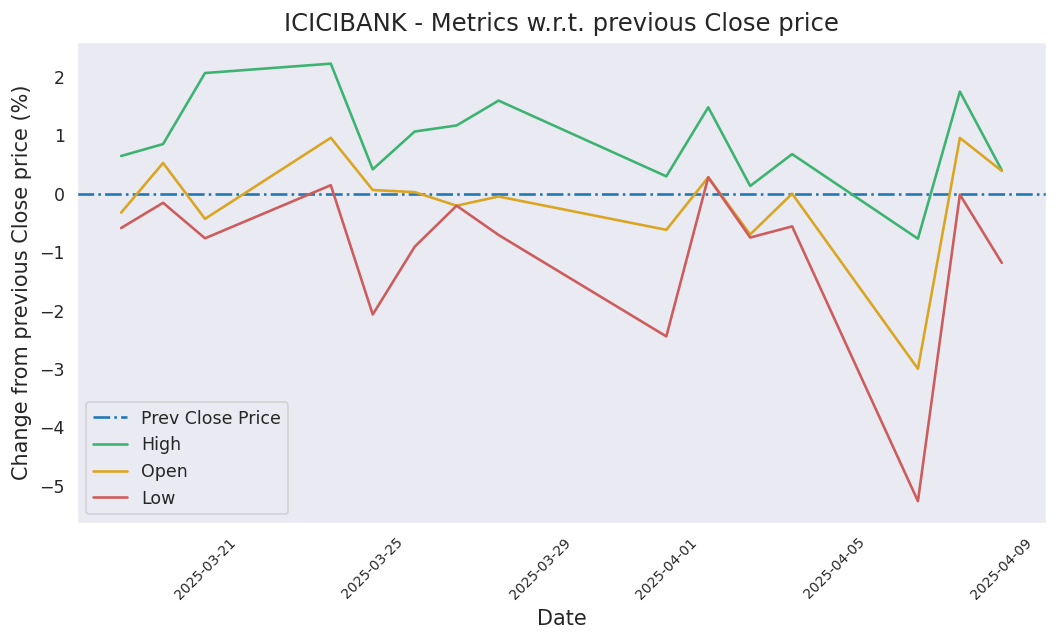 ICICIBANK - Metrics w.r.t. previous Close price
Change from previous Close price (%)
2
1
0
−1
−2
−3
−4
−5
Prev Close Price
High
Open
Low
2025-03-21
2025-03-25
2025-03-29
2025-04-01
2025-04-05
2025-04-09
Date